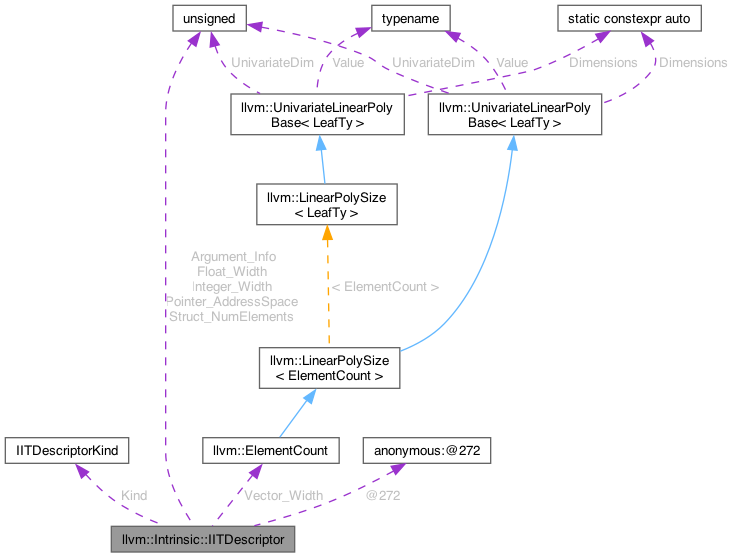 unsigned
typename
static constexpr auto
UnivariateDim
Value
UnivariateDim
Value
Dimensions
Dimensions
llvm::UnivariateLinearPoly
Base< LeafTy >
llvm::UnivariateLinearPoly
Base< LeafTy >
llvm::LinearPolySize
< LeafTy >
Argument_Info
Float_Width
Integer_Width
Pointer_AddressSpace
Struct_NumElements
< ElementCount >
llvm::LinearPolySize
< ElementCount >
IITDescriptorKind
llvm::ElementCount
anonymous:@272
Kind
Vector_Width
@272
llvm::Intrinsic::IITDescriptor